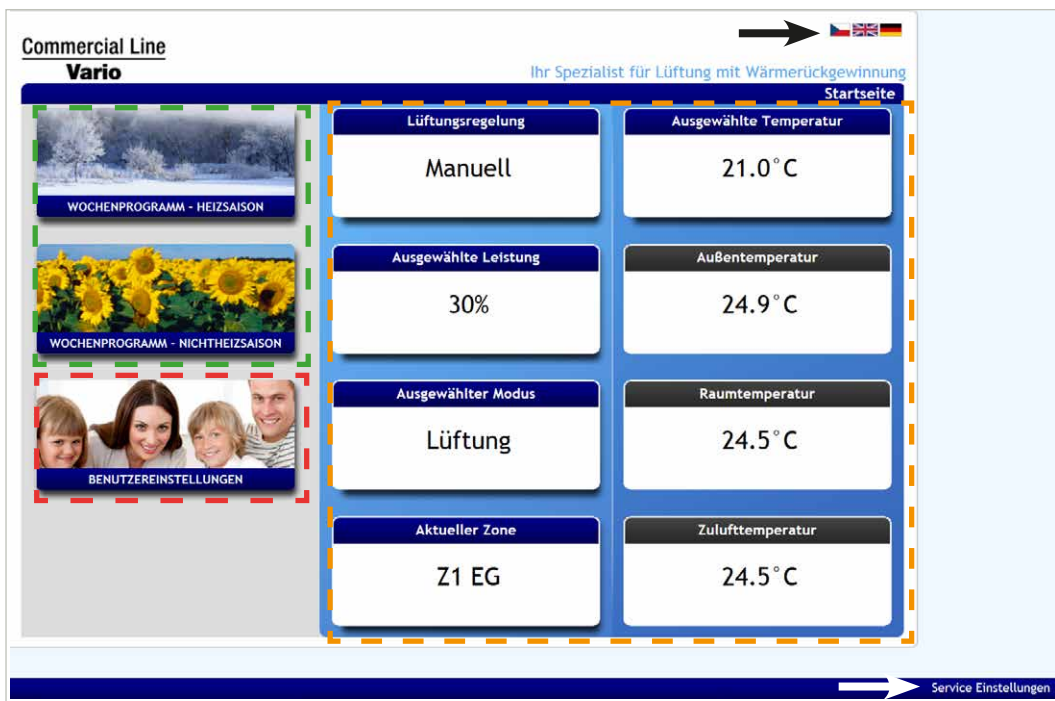 Commercial Line
Vario
Ihr Spezialist für Lüftung mit Wärmerückgewinnung
Startseite
WOCHENPROGRAMM - HEIZSAISON
WOCHENPROGRAMM - NICHTHEIZSAISON
BENUTZEREINSTELLUNGEN
Lüftungsregelung
Manuell
Ausgewählte Temperatur
21.0°C
Ausgewählte Leistung
30%
Außentemperatur
24.9°C
Ausgewählter Modus
Lüftung
Raumtemperatur
24.5°C
Aktueller Zone
Z1 EG
Zulufttemperatur
24.5°C
Service Einstellungen